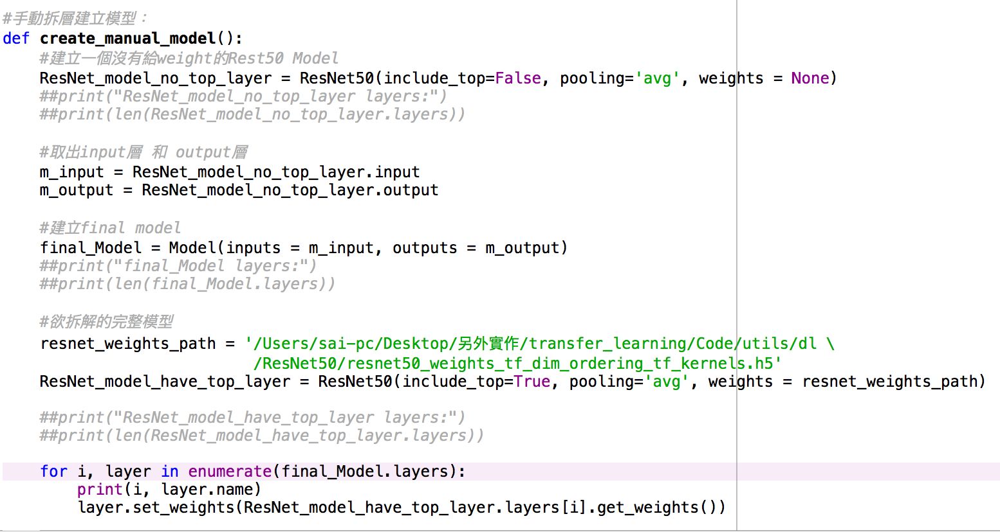 #手動拆層建立模型：
def create_manual_model():
    #建立一個沒有給weight的Rest50 Model
    ResNet_model_no_top_layer = ResNet50(include_top=False, pooling='avg', weights = None)
    ##print("ResNet_model_no_top_layer layers:")
    ##print(len(ResNet_model_no_top_layer.layers))
    #取出input層 和 output層
    m_input = ResNet_model_no_top_layer.input
    m_output = ResNet_model_no_top_layer.output
    #建立final model
    final_Model = Model(inputs = m_input, outputs = m_output)
    ##print("final_Model layers:")
    ##print(len(final_Model.layers))
    #欲拆解的完整模型
    resnet_weights_path = '/Users/sai-pc/Desktop/另外實作/transfer_learning/Code/utils/dl \
                           /ResNet50/resnet50_weights_tf_dim_ordering_tf_kernels.h5'
    ResNet_model_have_top_layer = ResNet50(include_top=True, pooling='avg', weights = resnet_weights_path)
    ##print("ResNet_model_have_top_layer layers:")
    ##print(len(ResNet_model_have_top_layer.layers))
    for i, layer in enumerate(final_Model.layers):
        print(i, layer.name)
        layer.set_weights(ResNet_model_have_top_layer.layers[i].get_weights())